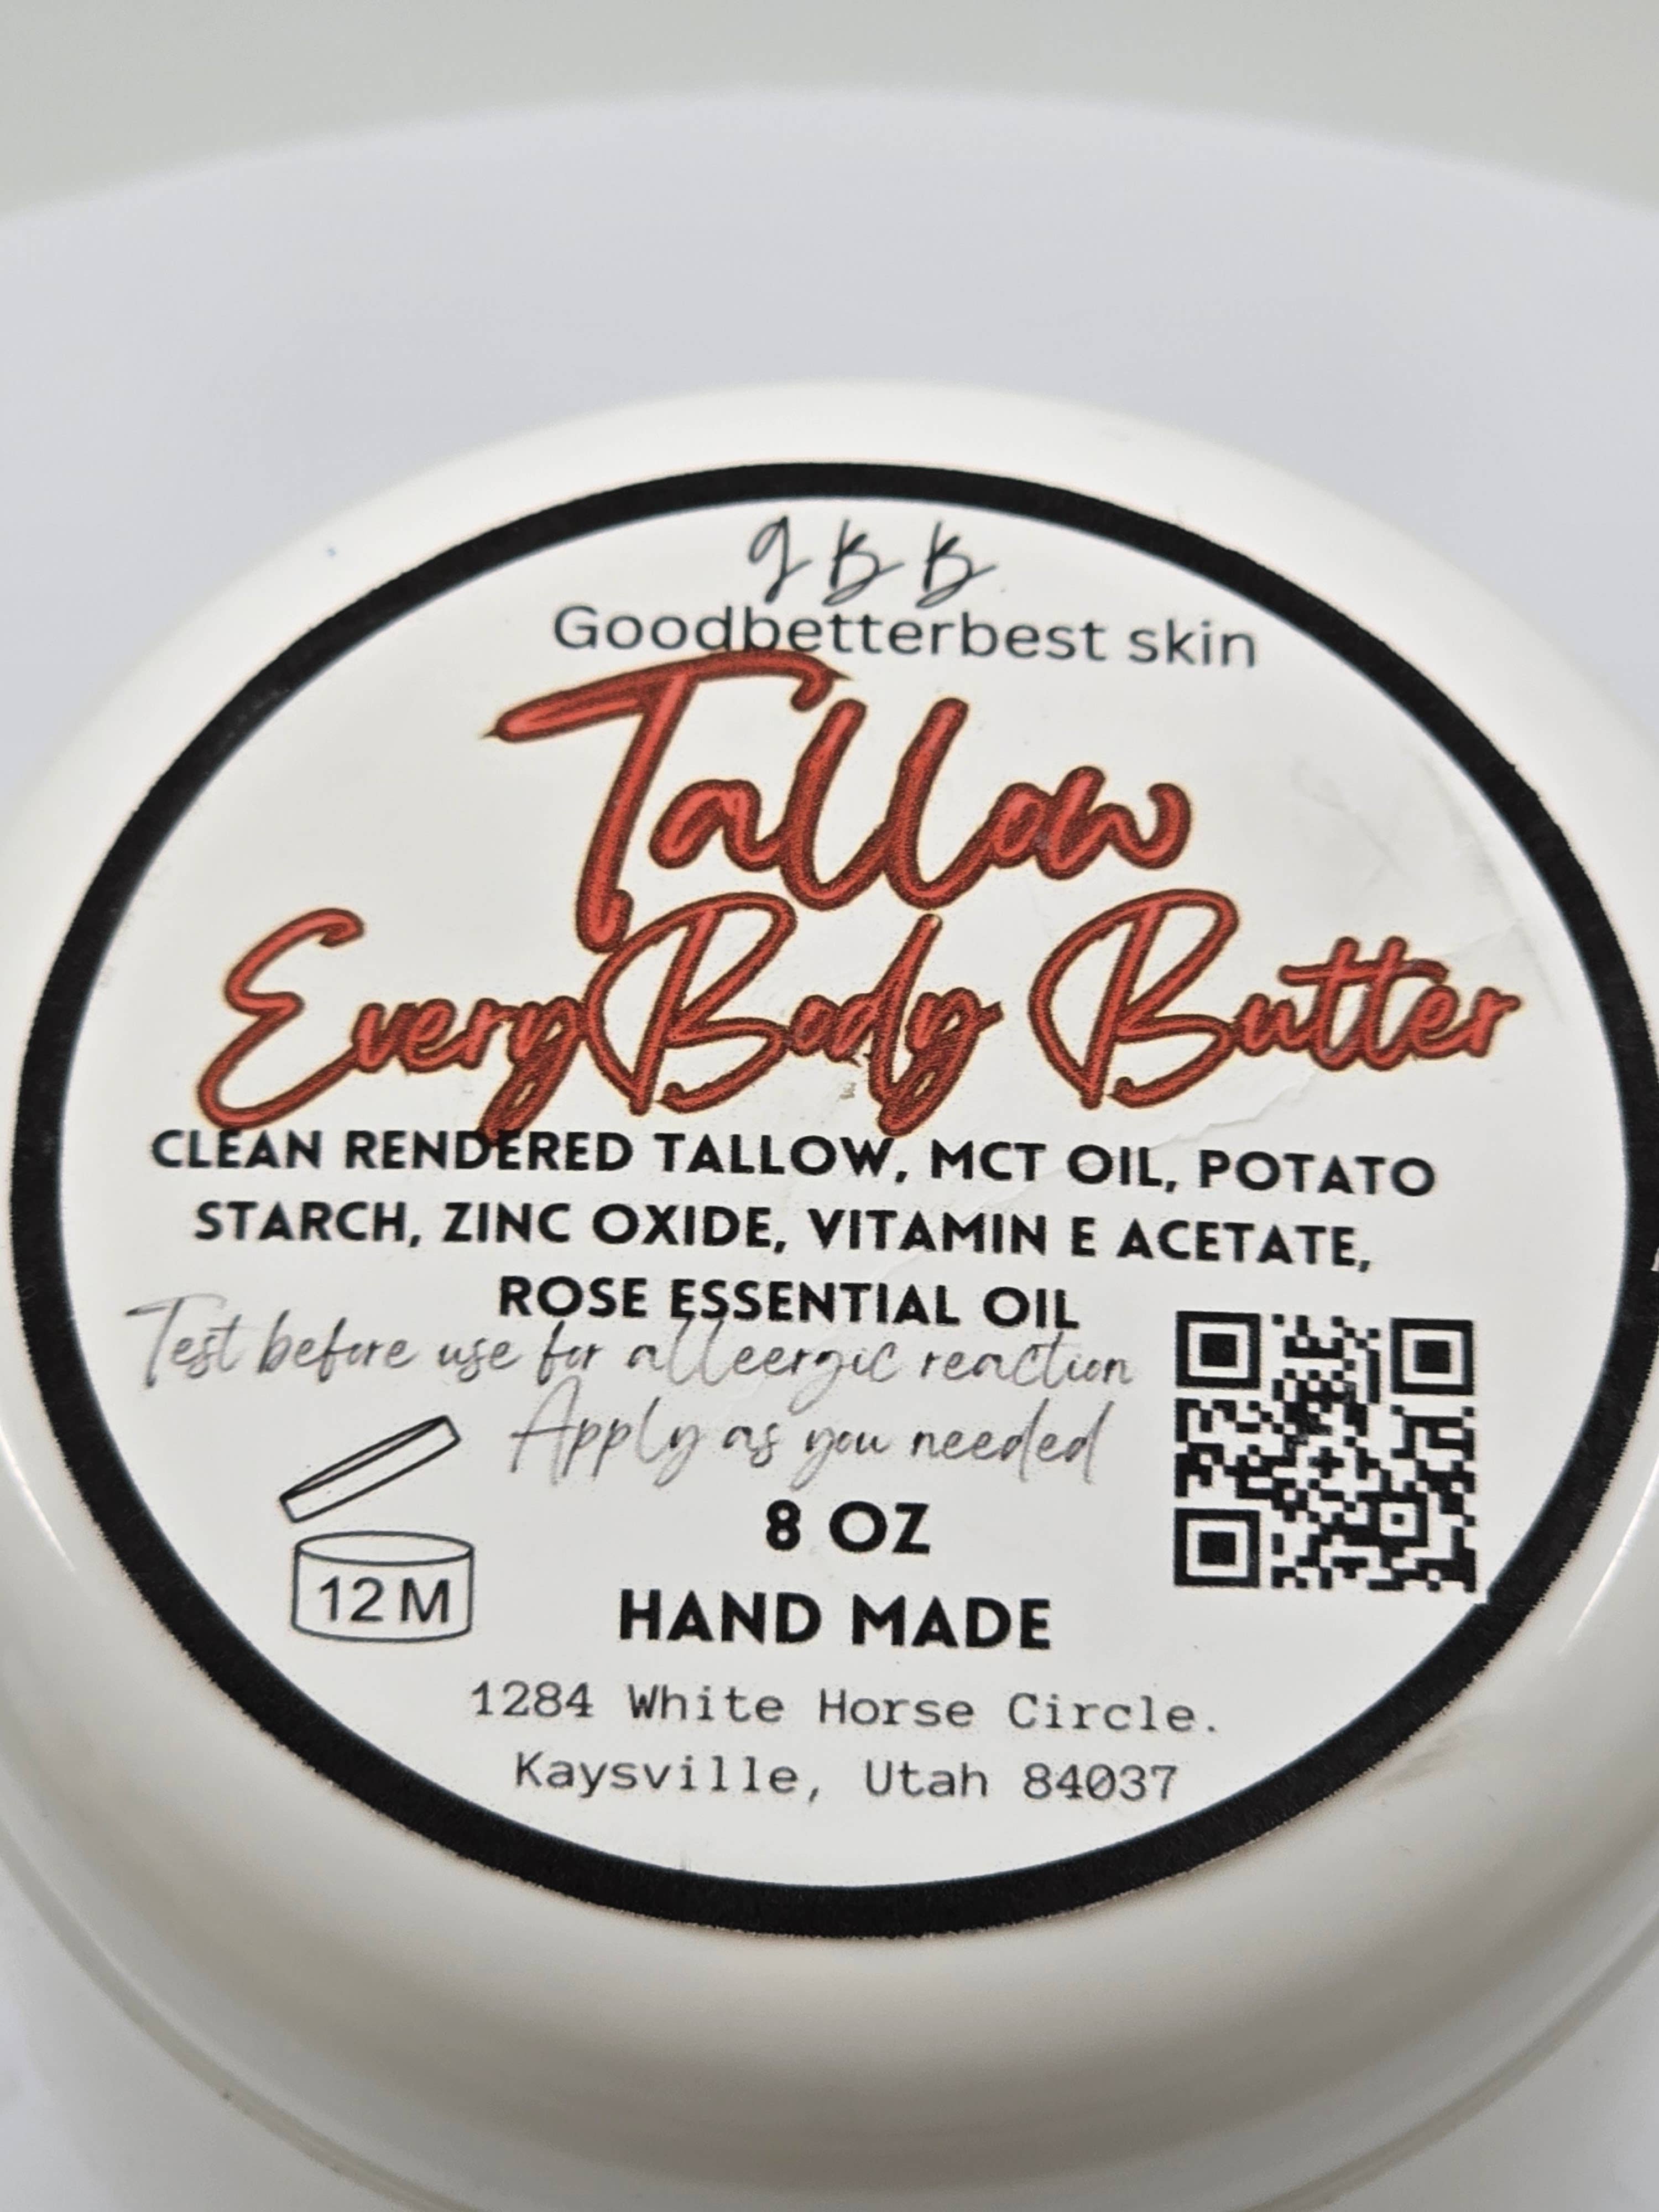 gBB
Goodbetterbest skin
Tallow
EveryBody Butter
CLEAN RENDERED TALLOW, MCT OIL, POTATO
STARCH, ZINC OXIDE, VITAMIN E ACETATE,
ROSE ESSENTIAL OIL
Test before use for alleergic reaction
Apply as you needed
8 OZ
12 M
HAND MADE
1284 White Horse Circle.
Kaysville, Utah 84037